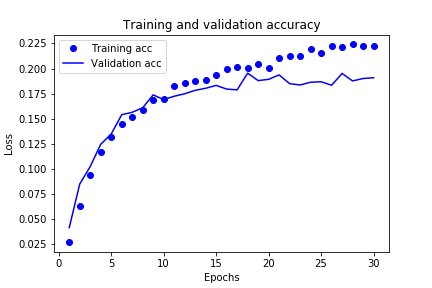 Training and validation accuracy
Training acc
Validation acc
0.225
0.200
0.175
0.150
0.125
0.100
0.075
0.050
0.025
Loss
0 5 10 15 20 25 30
Epochs